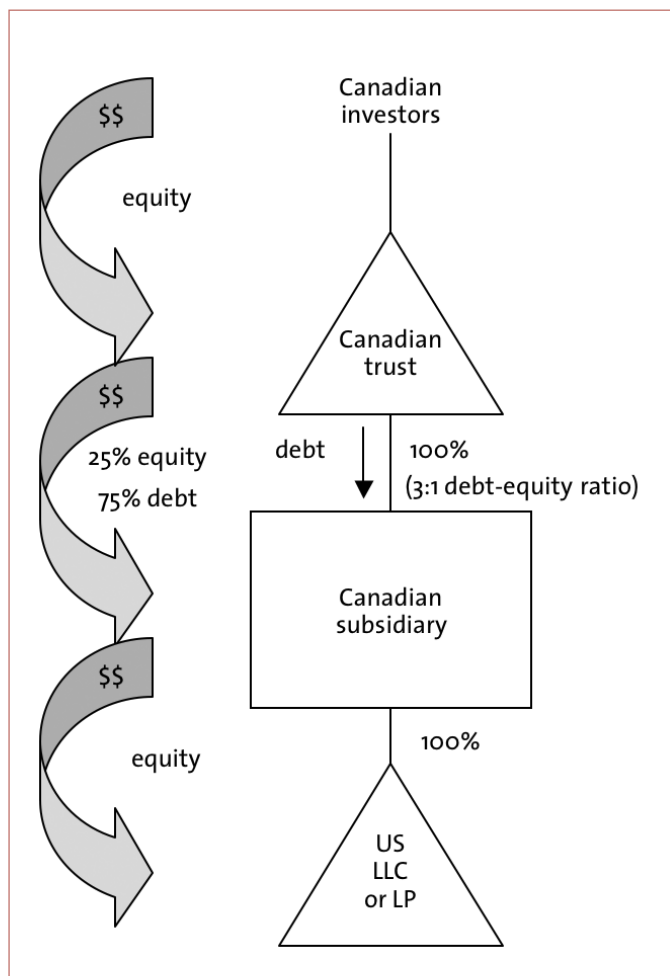 $$
Canadian
investors
equity
Canadian
trust
$$
25% equity
75% debt
debt
100%
(3:1 debt-equity ratio)
Canadian
subsidiary
$$
equity
100%
US
LLC
or LP